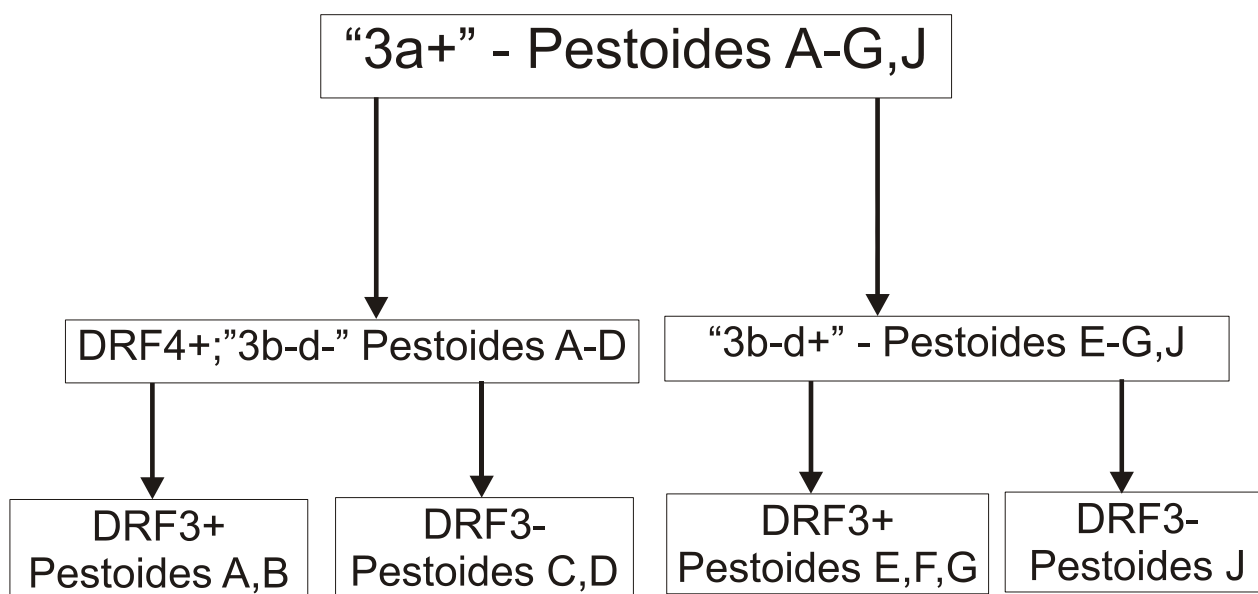 “3a+” - Pestoides A-G,J
DRF4+;”3b-d-” Pestoides A-D
“3b-d+” - Pestoides E-G,J
DRF3+
Pestoides A,B
DRF3-
Pestoides C,D
DRF3+
Pestoides E,F,G
DRF3-
Pestoides J